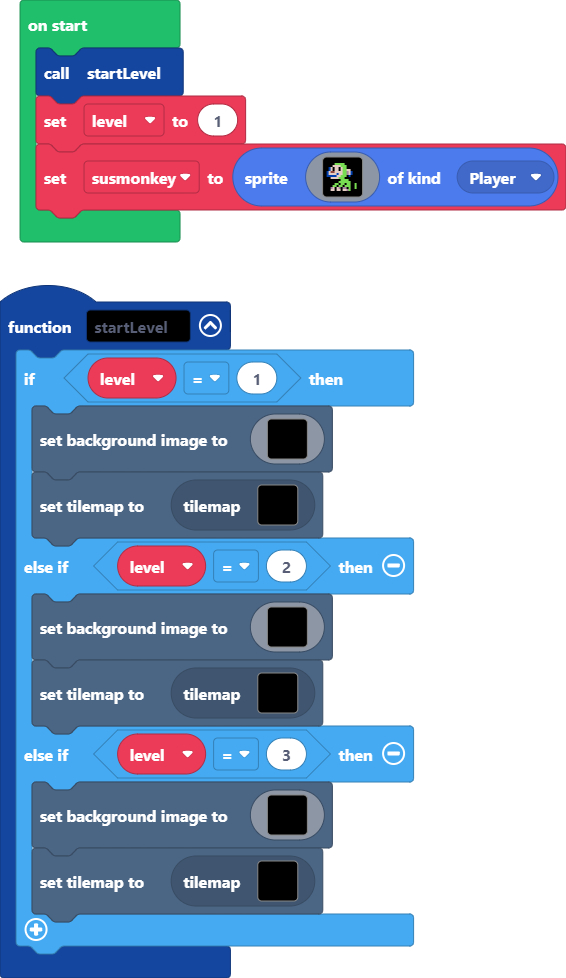 on start
call startLevel
set level to 1
set susmonkey to sprite of kind Player
function startLevel
if level = 1 then
set background image to
set tilemap to tilemap
else if level = 2 then
set background image to
set tilemap to tilemap
else if level = 3 then
set background image to
set tilemap to tilemap